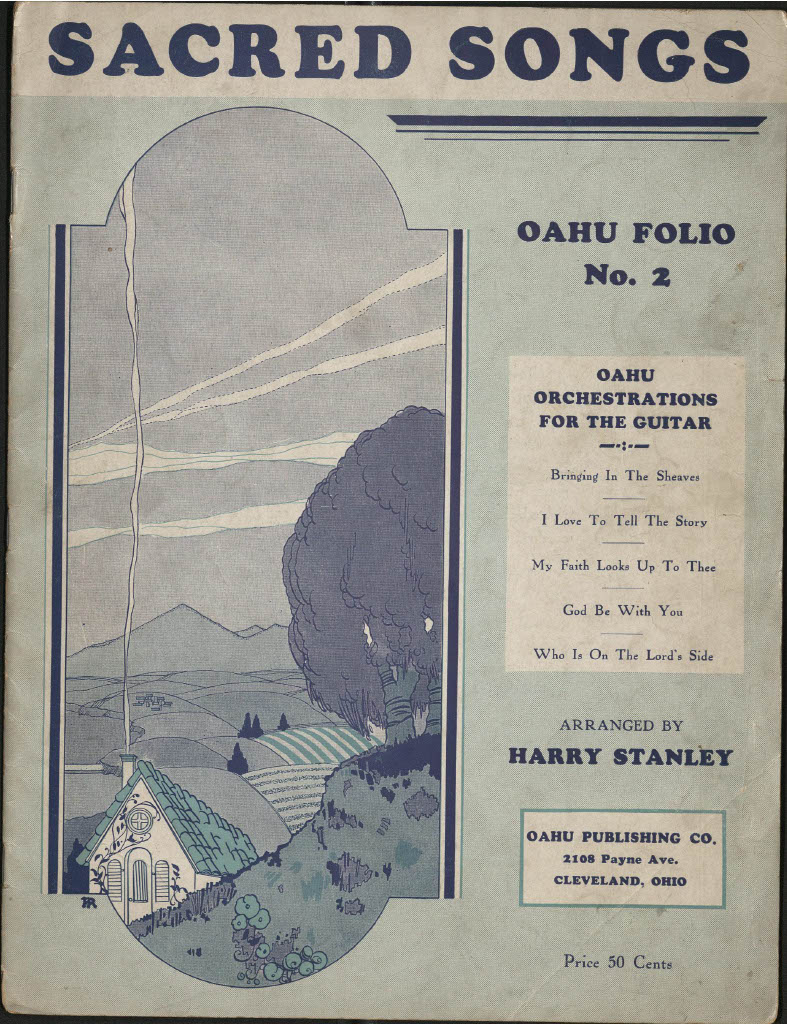 SACRED SONGS
OAHU FOLIO
No. 2
OAHU
ORCHESTRATIONS
FOR THE GUITAR
Bringing In The Sheaves
I Love To Tell The Story
My Faith Looks Up To Thee
God Be With You
Who Is On The Lord's Side
ARRANGED BY
HARRY STANLEY
OAHU PUBLISHING CO.
2108 Payne Ave.
CLEVELAND, OHIO
Price 50 Cents